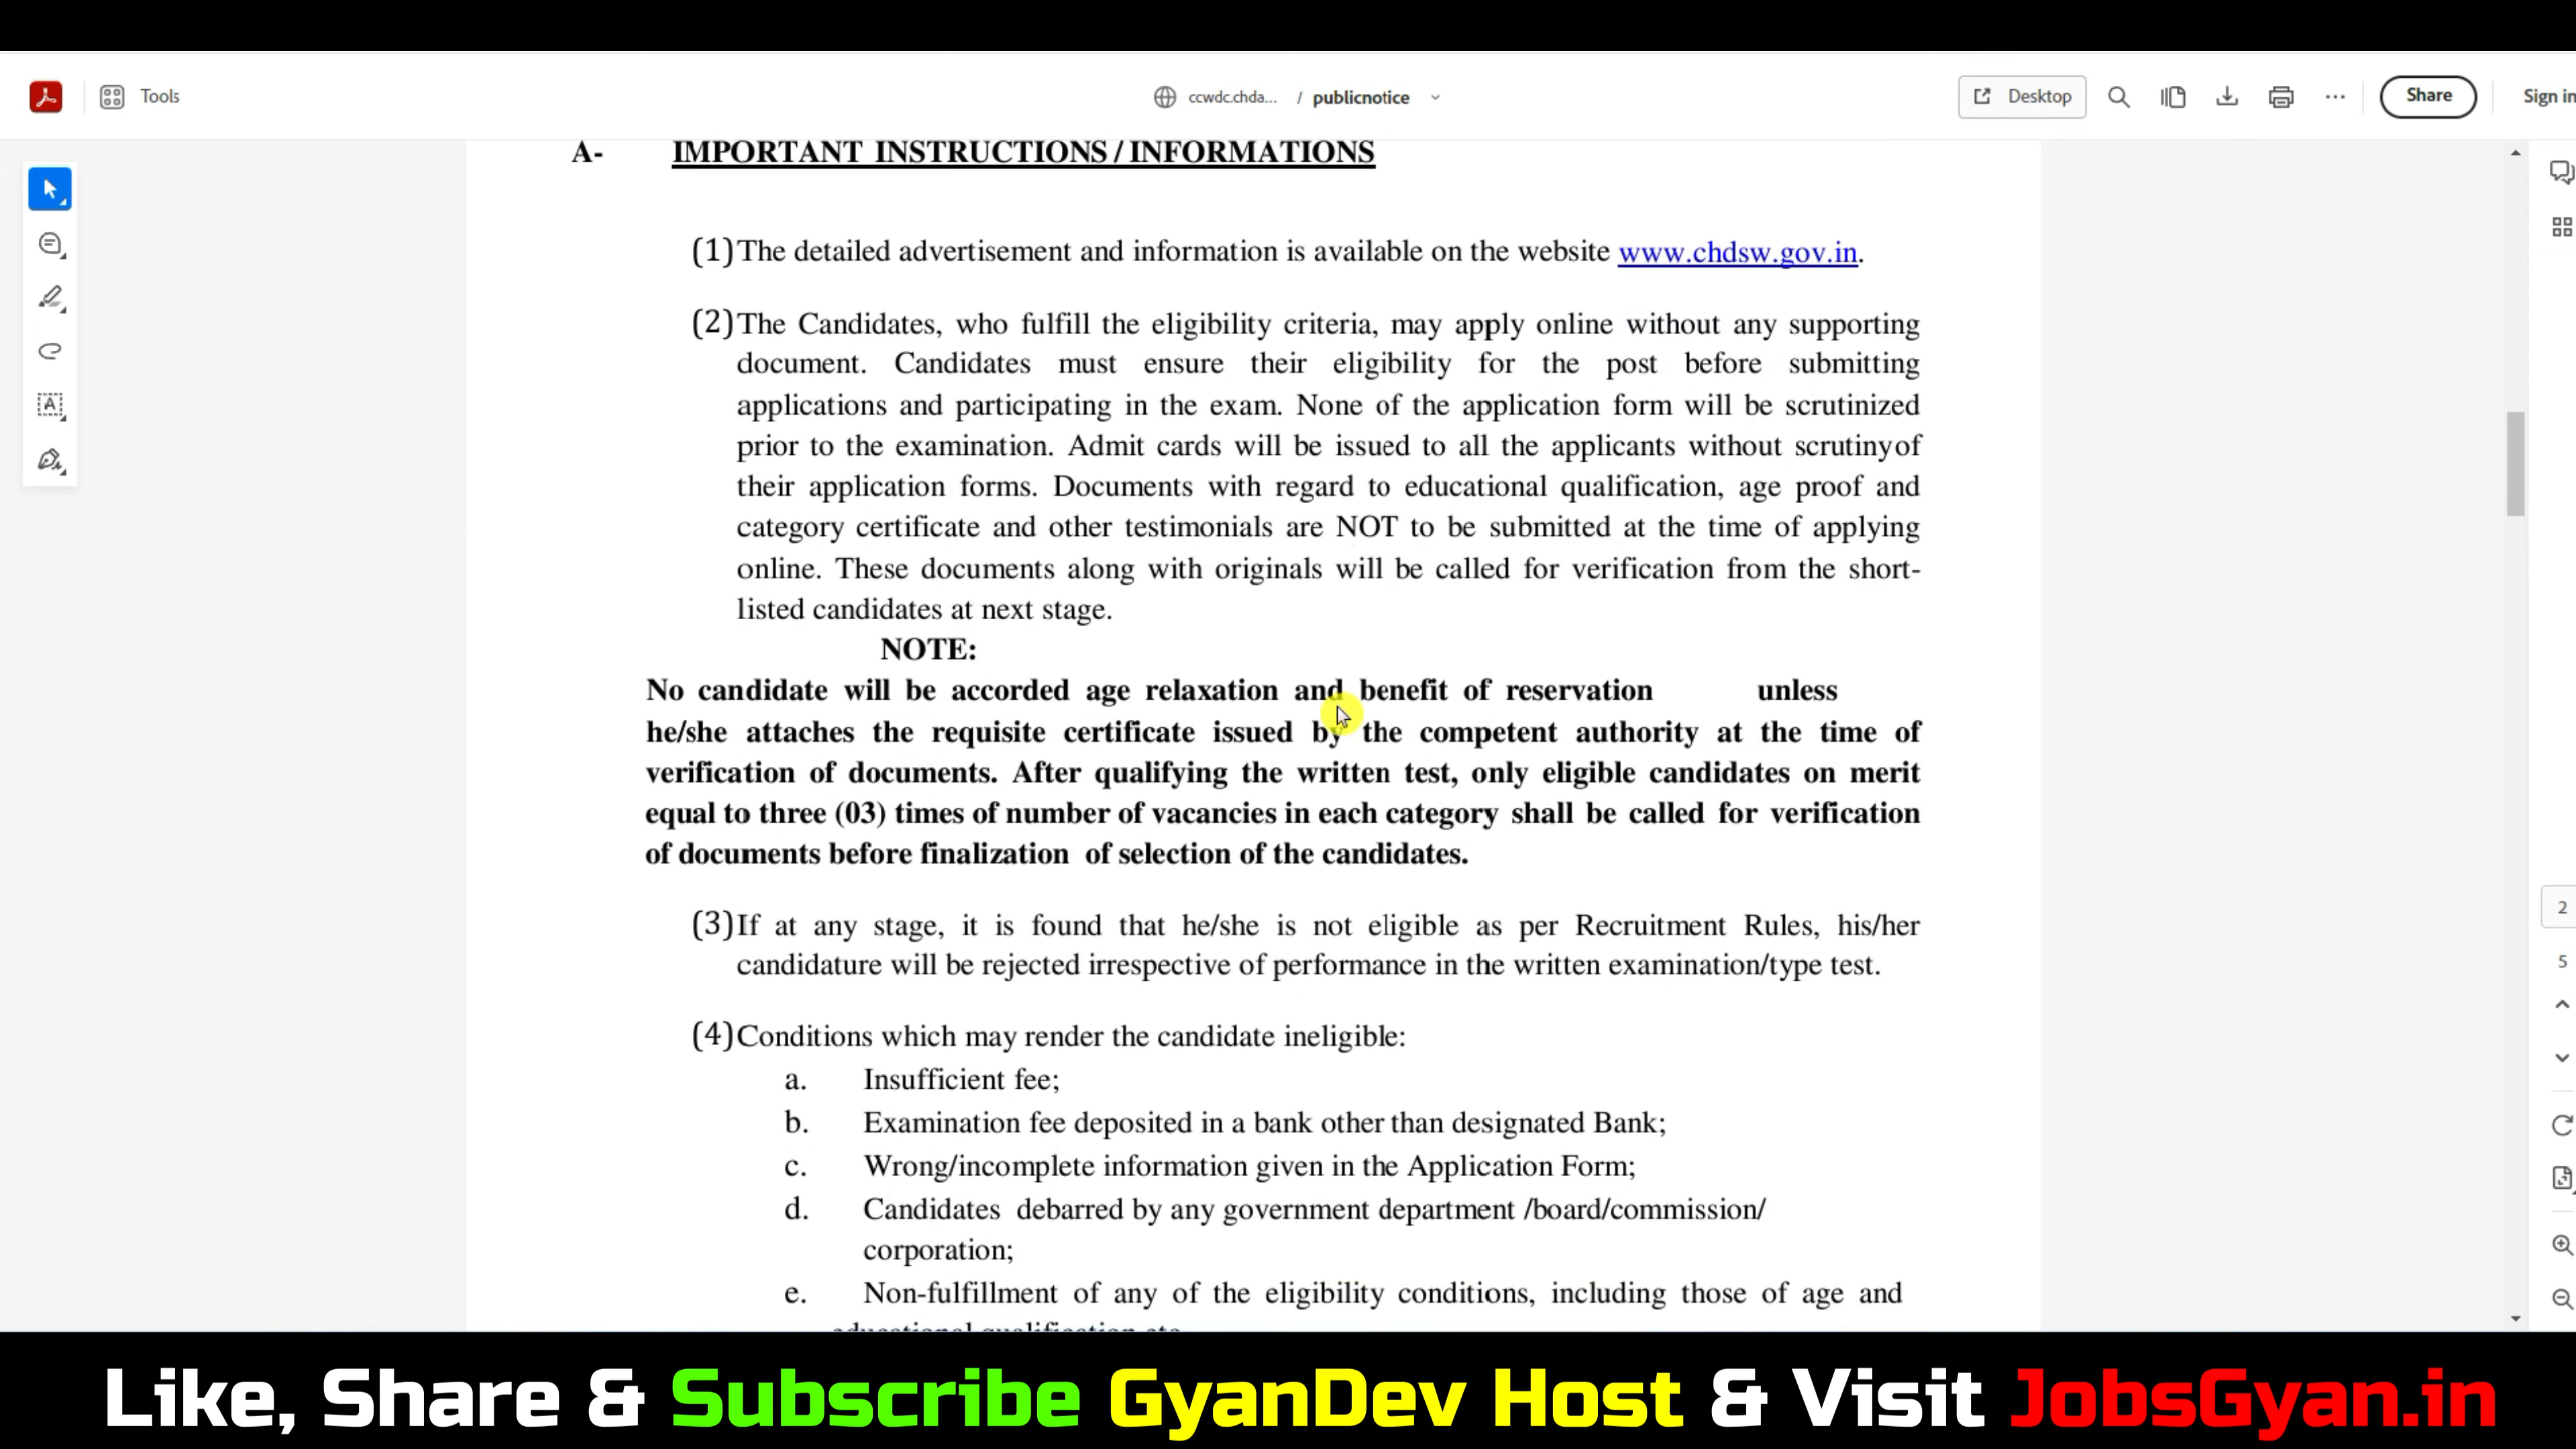 Tools
ccwdc.chda... / publicnotice
Desktop
Share
Sign in
A- IMPORTANT INSTRUCTIONS / INFORMATIONS
(1) The detailed advertisement and information is available on the website www.chdsw.gov.in.
(2) The Candidates, who fulfill the eligibility criteria, may apply online without any supporting
document. Candidates must ensure their eligibility for the post before submitting
applications and participating in the exam. None of the application form will be scrutinized
prior to the examination. Admit cards will be issued to all the applicants without scrutinyof
their application forms. Documents with regard to educational qualification, age proof and
category certificate and other testimonials are NOT to be submitted at the time of applying
online. These documents along with originals will be called for verification from the short-
listed candidates at next stage.
NOTE:
No candidate will be accorded age relaxation and benefit of reservation unless
he/she attaches the requisite certificate issued by the competent authority at the time of
verification of documents. After qualifying the written test, only eligible candidates on merit
equal to three (03) times of number of vacancies in each category shall be called for verification
of documents before finalization of selection of the candidates.
(3) If at any stage, it is found that he/she is not eligible as per Recruitment Rules, his/her
candidature will be rejected irrespective of performance in the written examination/type test.
(4) Conditions which may render the candidate ineligible:
a. Insufficient fee;
b. Examination fee deposited in a bank other than designated Bank;
c. Wrong/incomplete information given in the Application Form;
d. Candidates debarred by any government department /board/commission/
corporation;
e. Non-fulfillment of any of the eligibility conditions, including those of age and
educational qualification etc.
2
5
Like, Share & Subscribe GyanDev Host & Visit JobsGyan.in